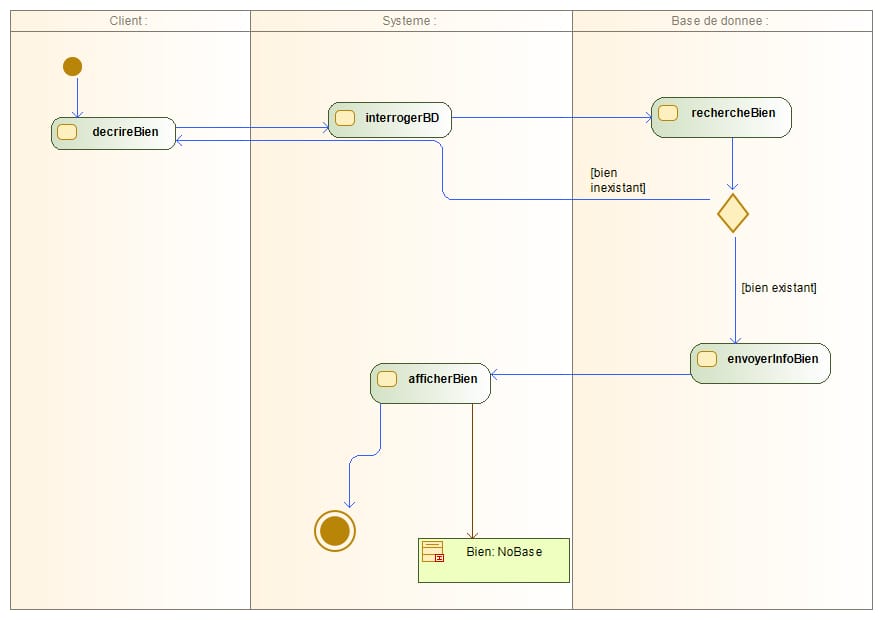 Client :
Systeme :
Base de donnee :
decrireBien
interrogerBD
rechercheBien
[bien
inexistant]
[bien existant]
envoyerInfoBien
afficherBien
Bien: NoBase